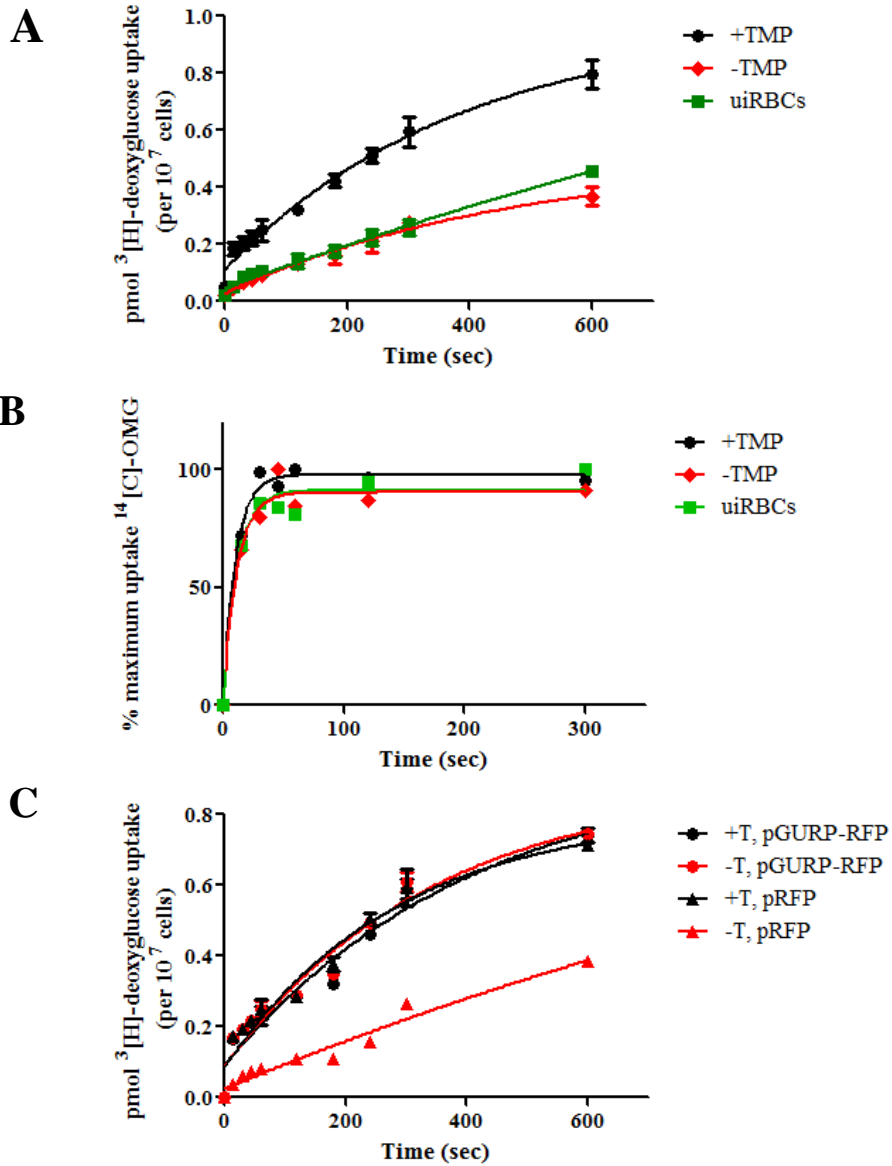 A
pmol ³[H]-deoxyglucose uptake
(per 10⁷ cells)
1.0
0.8
0.6
0.4
0.2
0.0
0
200
400
600
Time (sec)
+TMP
-TMP
uiRBCs
B
% maximum uptake ¹⁴[C]-OMG
100
50
0
0
100
200
300
Time (sec)
+TMP
-TMP
uiRBCs
C
pmol ³[H]-deoxyglucose uptake
(per 10⁷ cells)
0.8
0.6
0.4
0.2
0.0
0
200
400
600
Time (sec)
+T, pGURP-RFP
-T, pGURP-RFP
+T, pRFP
-T, pRFP